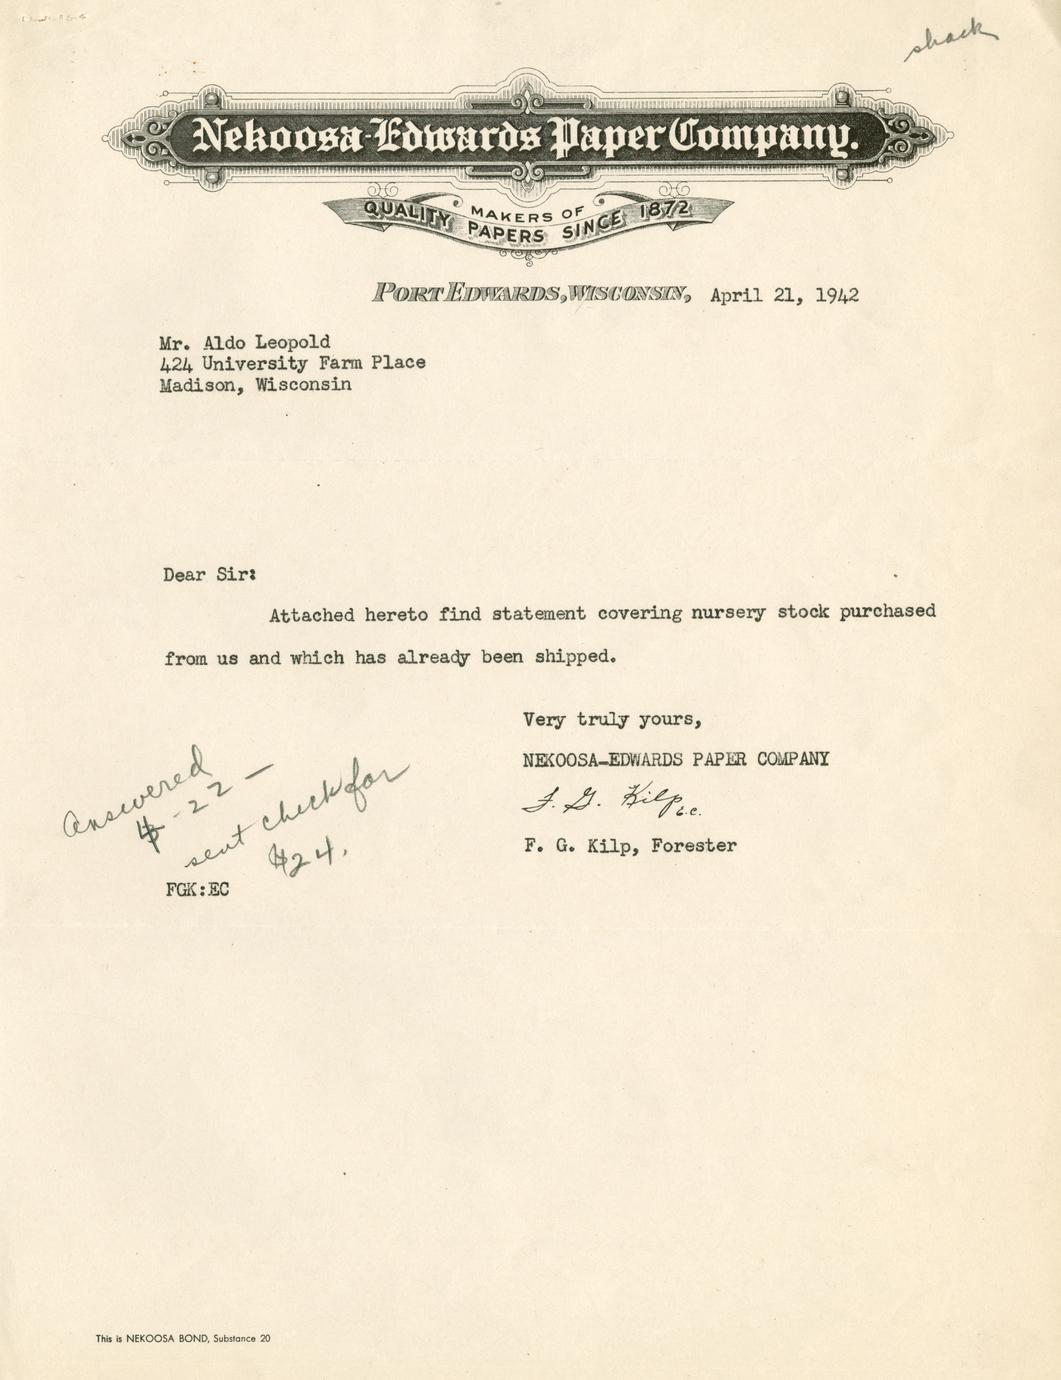 shack
Nekoosa-Edwards Paper Company.
MAKERS OF
QUALITY PAPERS SINCE 1872
PORT EDWARDS, WISCONSIN, April 21, 1942
Mr. Aldo Leopold
424 University Farm Place
Madison, Wisconsin
Dear Sir:
Attached hereto find statement covering nursery stock purchased
from us and which has already been shipped.
Very truly yours,
NEKOOSA-EDWARDS PAPER COMPANY
F. G. Kilp E.C.
F. G. Kilp, Forester
Answered
4-22-
sent check for
$24.
FGK:EC
This is NEKOOSA BOND, Substance 20